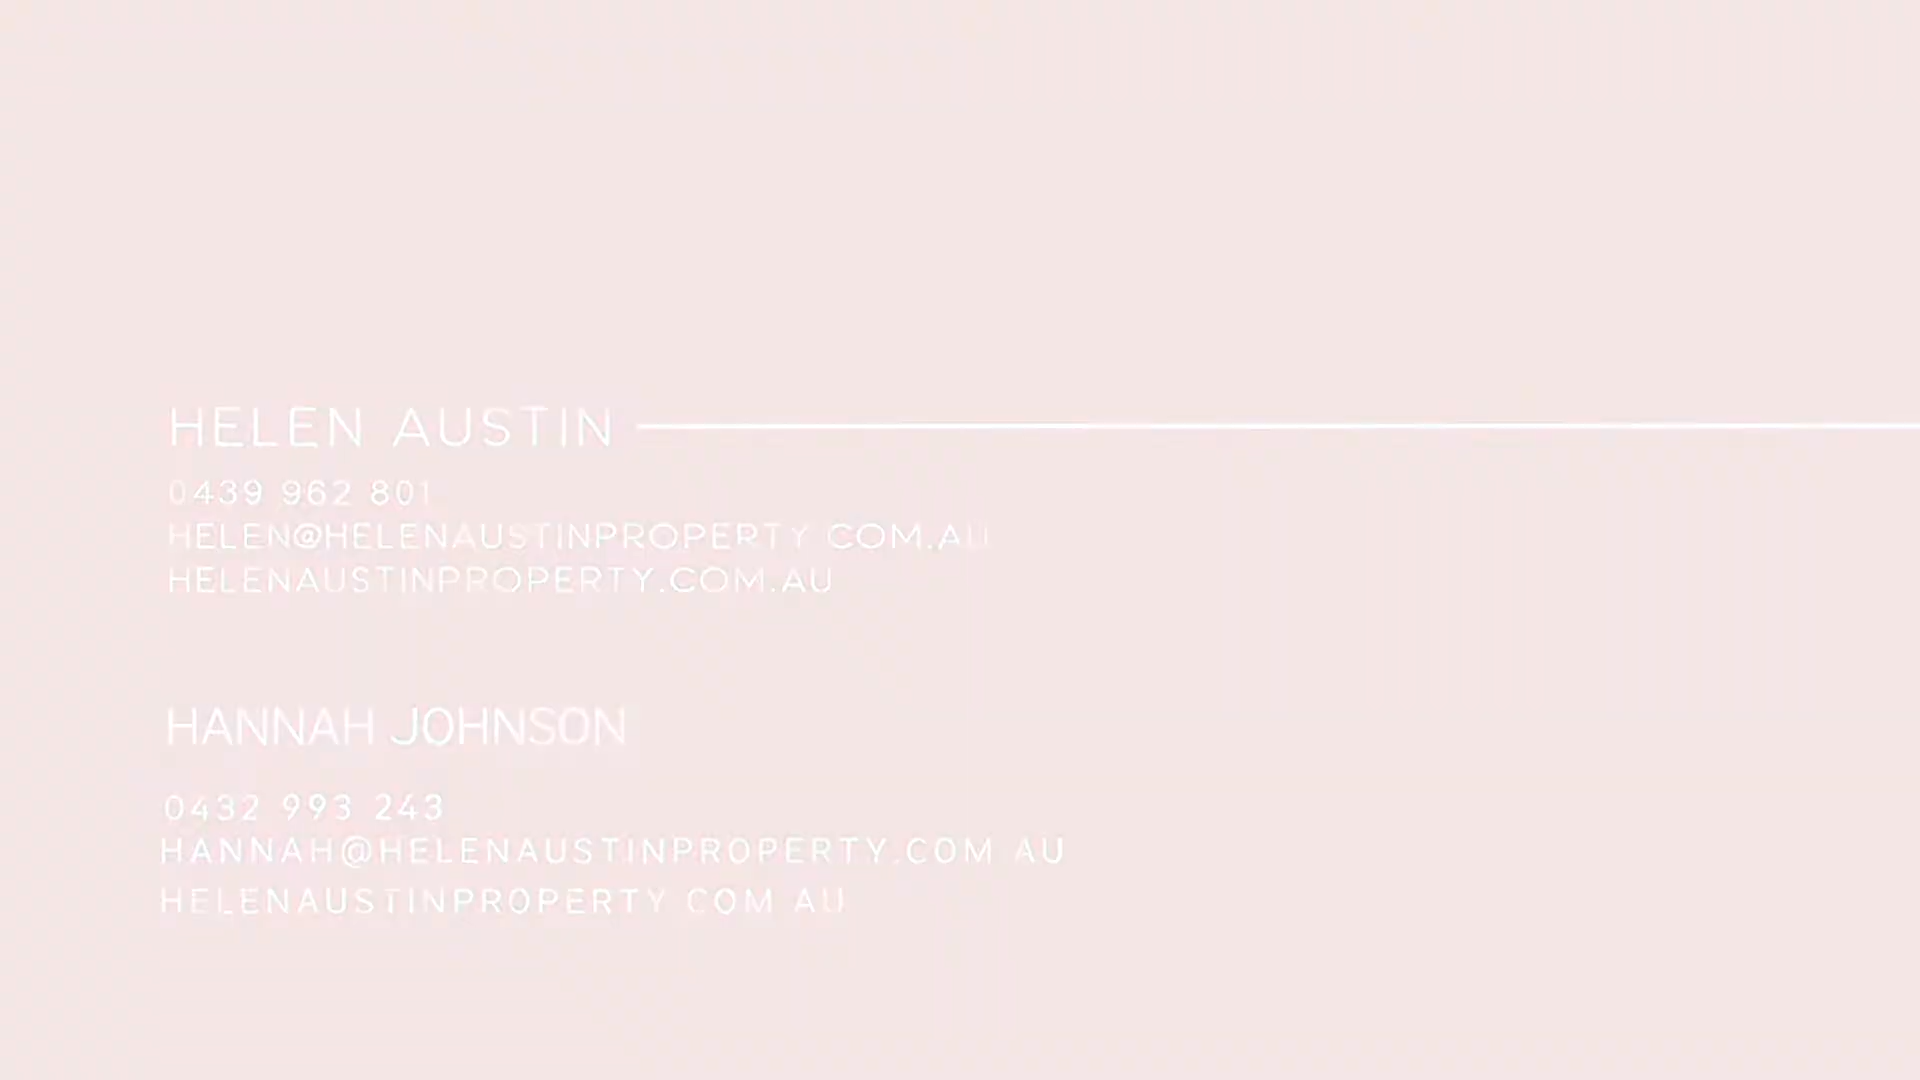 HELEN AUSTIN
0439 962 801
HELEN@HELENAUSTINPROPERTY.COM.AU
HELENAUSTINPROPERTY.COM.AU
HANNAH JOHNSON
0432 993 243
HANNAH@HELENAUSTINPROPERTY.COM.AU
HELENAUSTINPROPERTY.COM.AU